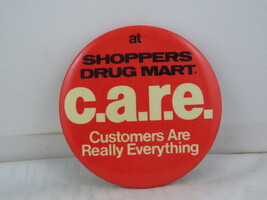 at
SHOPPERS
DRUG MART
c.a.r.e.
Customers Are
Really Everything